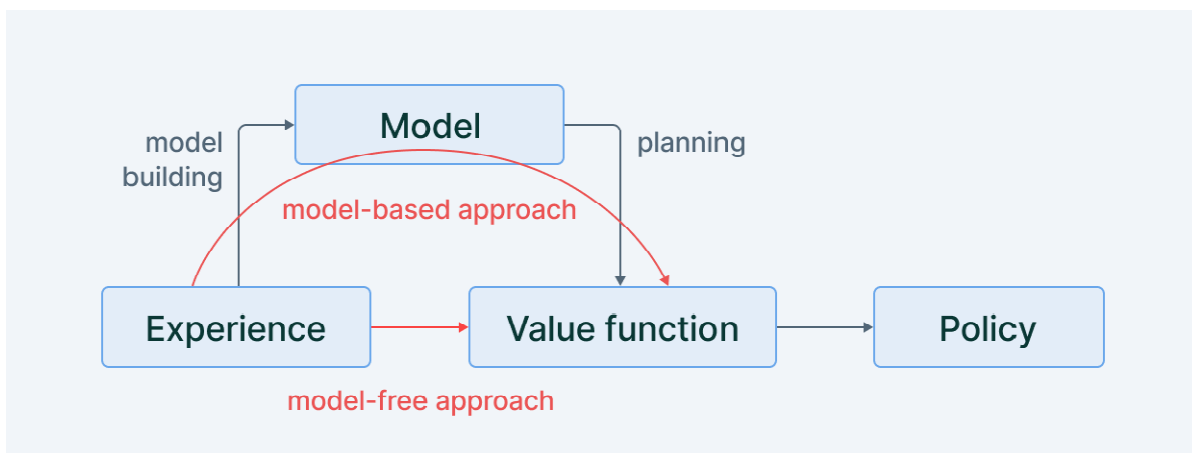 Model
model
building
planning
model-based approach
Experience
Value function
Policy
model-free approach